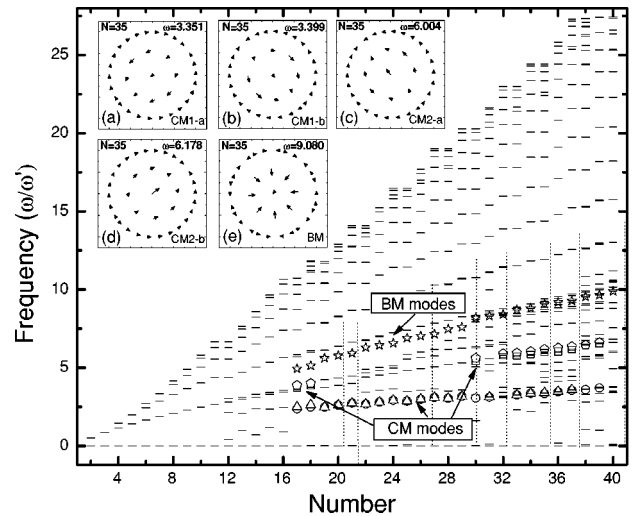 Frequency (ω/ω')
25
20
15
10
5
0
N=35 ω=3.351
(a) CM1-a
N=35 ω=3.399
(b) CM1-b
N=35 ω=6.004
(c) CM2-a
N=35 ω=6.178
(d) CM2-b
N=35 ω=9.080
(e) BM
BM modes
CM modes
4 8 12 16 20 24 28 32 36 40
Number